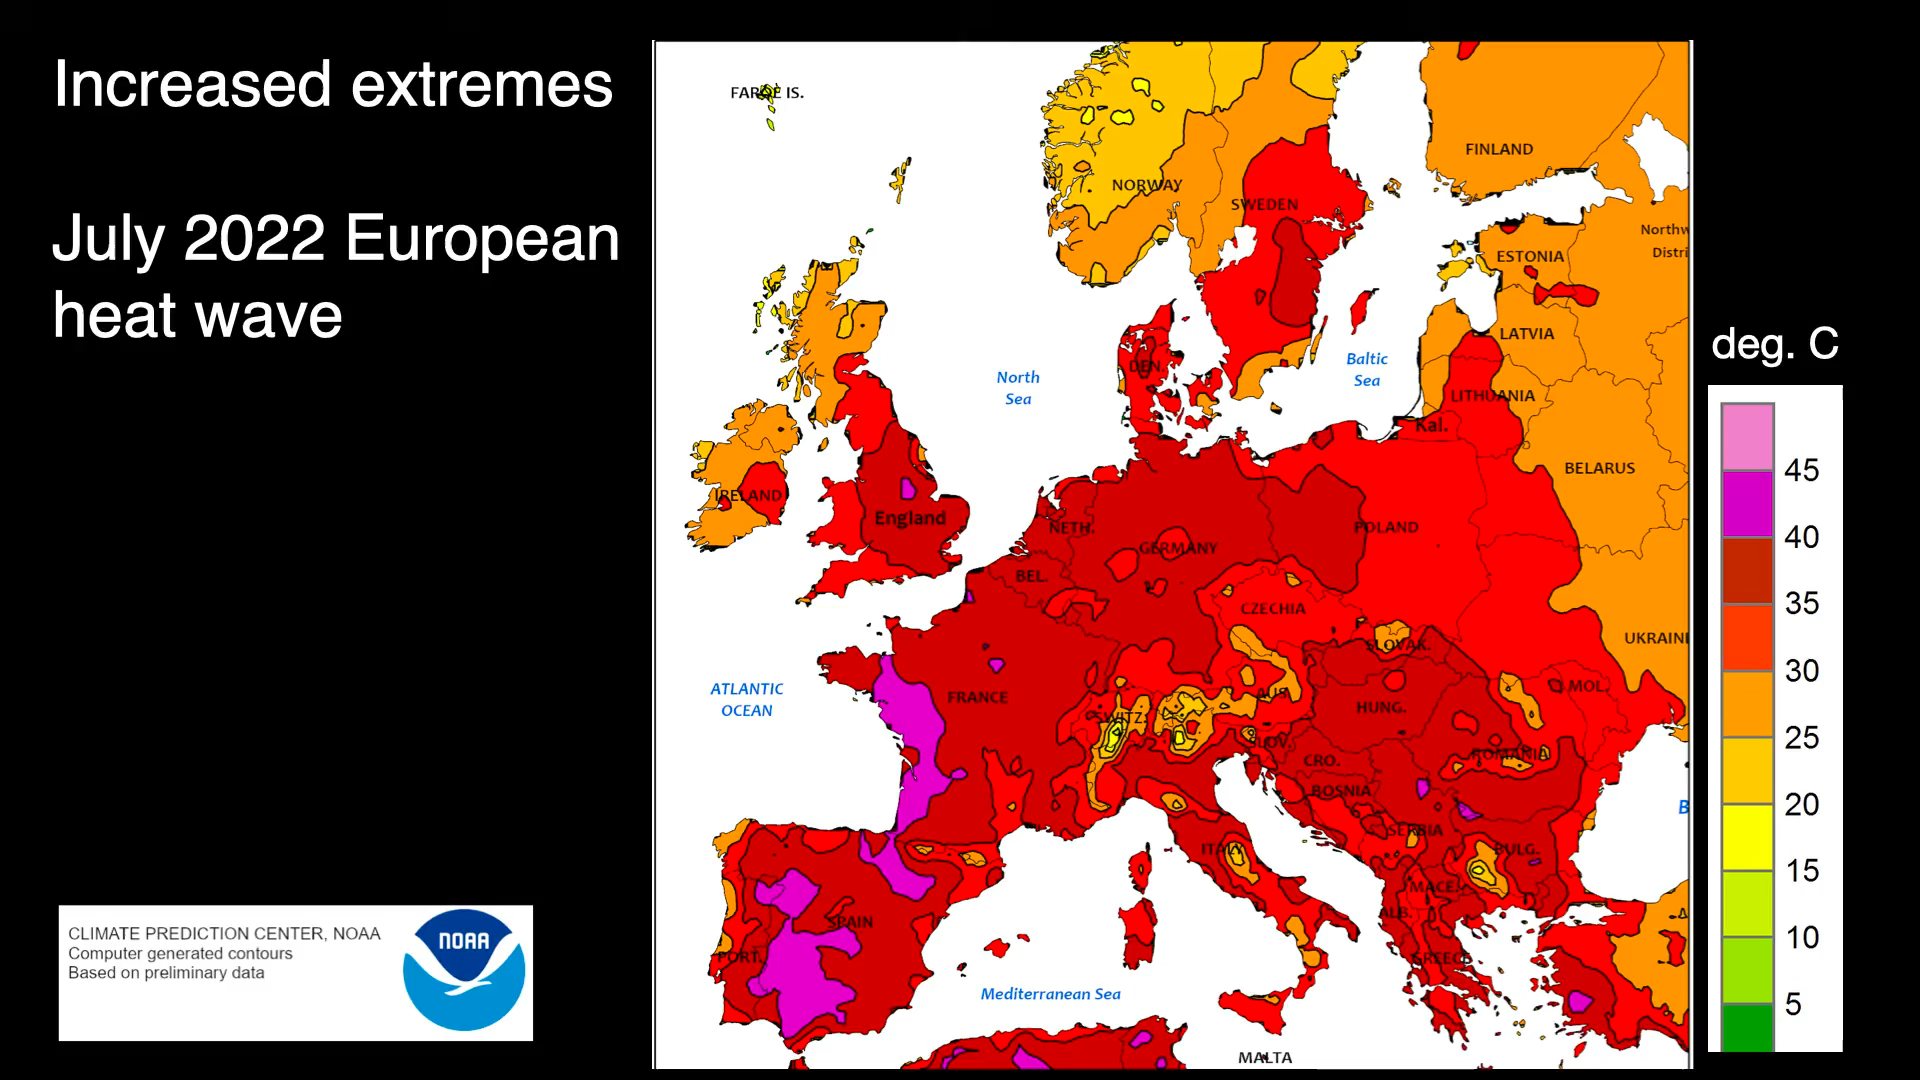 Increased extremes
July 2022 European
heat wave
FAROE IS.
FINLAND
NORWAY
SWEDEN
ESTONIA
LATVIA
North
Sea
Baltic
Sea
DEN.
LITHUANIA
Kal.
BELARUS
IRELAND
England
NETH.
GERMANY
POLAND
BEL.
CZECHIA
UKRAIN
SLOVAK.
ATLANTIC
OCEAN
FRANCE
SWITZ.
AUS.
HUNG.
MOL.
SLOV.
CRO.
ROMANIA
BOSNIA
B
SERBIA
ITALY
BULG.
MACE.
ALB.
SPAIN
PORT.
GREECE
Mediterranean Sea
MALTA
Northw
Distri
deg. C
45
40
35
30
25
20
15
10
5
CLIMATE PREDICTION CENTER, NOAA
Computer generated contours
Based on preliminary data
NOAA